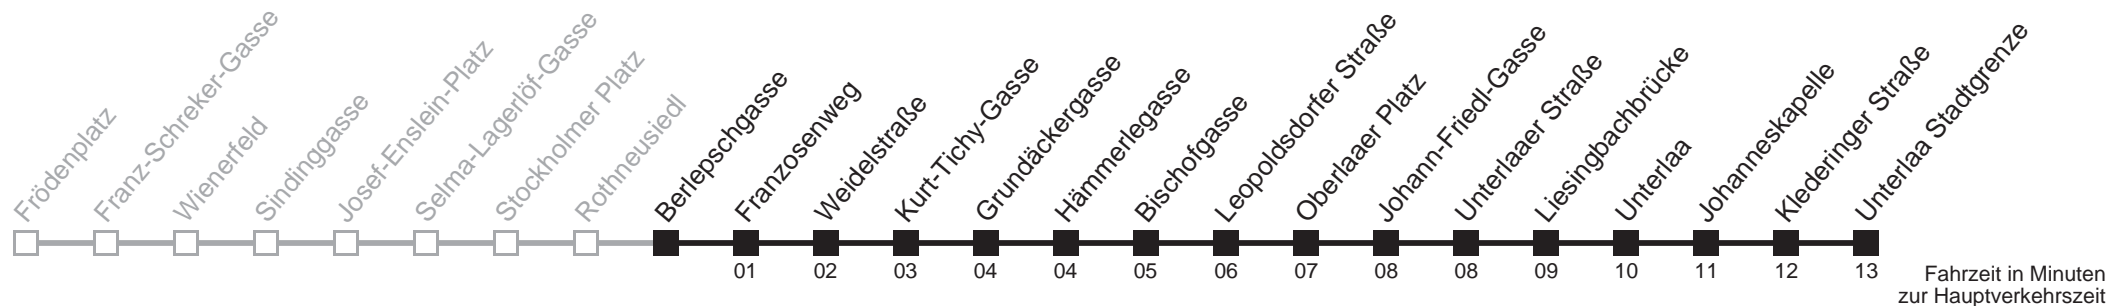 Frödenplatz
Franz-Schreker-Gasse
Wienerfeld
Sindinggasse
Josef-Enslein-Platz
Selma-Lagerlöf-Gasse
Stockholmer Platz
Rothneusiedl
Berlepschgasse
Franzosenweg
Weidelstraße
Kurt-Tichy-Gasse
Grundäckergasse
Hämmerlegasse
Bischofgasse
Leopoldsdorfer Straße
Oberlaaer Platz
Johann-Friedl-Gasse
Unterlaaer Straße
Liesingbachbrücke
Unterlaa
Johanneskapelle
Klederinger Straße
Unterlaa Stadtgrenze
01 02 03 04 04 05 06 07 08 08 09 10 11 12 13
Fahrzeit in Minuten
zur Hauptverkehrszeit